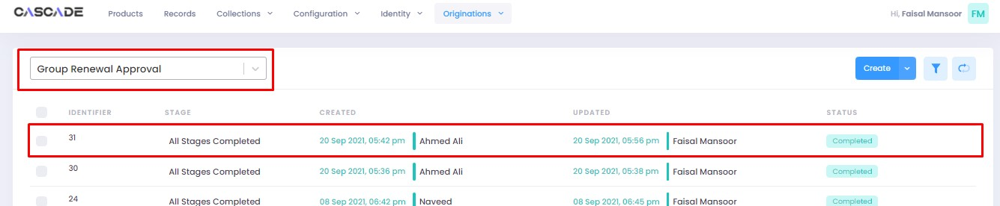 CASCADE Products Records Collections Configuration Identity Originations Hi, Faisal Mansoor FM
Group Renewal Approval Create
IDENTIFIER STAGE CREATED UPDATED STATUS
31 All Stages Completed 20 Sep 2021, 05:42 pm Ahmed Ali 20 Sep 2021, 05:56 pm Faisal Mansoor Completed
30 All Stages Completed 20 Sep 2021, 05:36 pm Ahmed Ali 20 Sep 2021, 05:38 pm Faisal Mansoor Completed
24 All Stages Completed 08 Sep 2021, 06:42 pm Naveed 08 Sep 2021, 06:45 pm Faisal Mansoor Completed